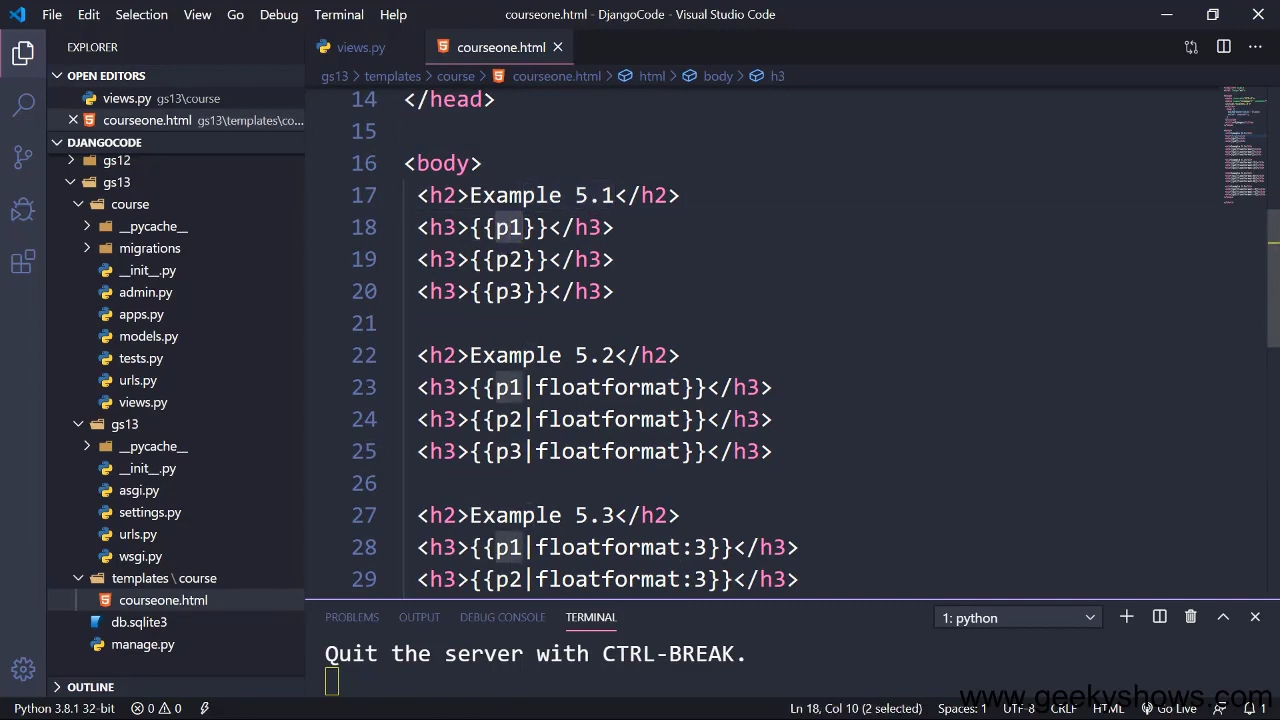 File Edit Selection View Go Debug Terminal Help courseone.html - DjangoCode - Visual Studio Code
EXPLORER
OPEN EDITORS
views.py gs13\course
courseone.html gs13\templates\co...
DJANGOCODE
gs12
gs13
course
__pycache__
migrations
__init__.py
admin.py
apps.py
models.py
tests.py
urls.py
views.py
gs13
__pycache__
__init__.py
asgi.py
settings.py
urls.py
wsgi.py
templates \ course
courseone.html
db.sqlite3
manage.py
OUTLINE
views.py courseone.html
gs13 > templates > course > courseone.html > html > body > h3
14 </head>
15
16 <body>
17 <h2>Example 5.1</h2>
18 <h3>{{p1}}</h3>
19 <h3>{{p2}}</h3>
20 <h3>{{p3}}</h3>
21
22 <h2>Example 5.2</h2>
23 <h3>{{p1|floatformat}}</h3>
24 <h3>{{p2|floatformat}}</h3>
25 <h3>{{p3|floatformat}}</h3>
26
27 <h2>Example 5.3</h2>
28 <h3>{{p1|floatformat:3}}</h3>
29 <h3>{{p2|floatformat:3}}</h3>
PROBLEMS OUTPUT DEBUG CONSOLE TERMINAL 1: python
Quit the server with CTRL-BREAK.
www.geekyshows.com
Python 3.8.1 32-bit 0 0 Ln 18, Col 10 (2 selected) Spaces: 1 UTF-8 CRLF HTML Go Live 1